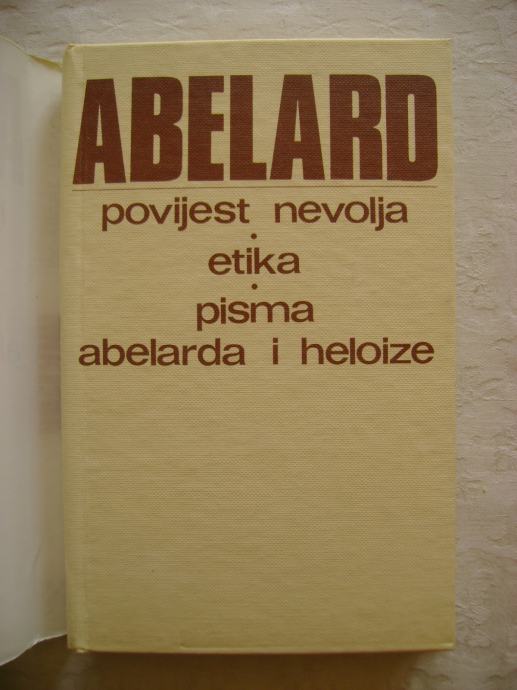 ABELARD
povijest nevolja
·
etika
·
pisma
abelarda i heloize